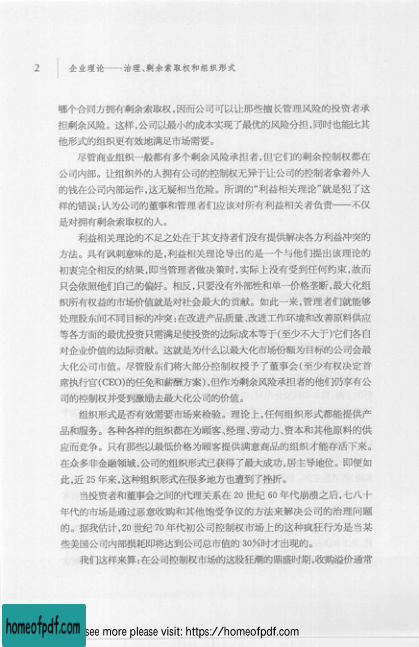 2 企业理论——治理、剩余索取权和组织形式
哪个合同方拥有剩余索取权,因而公司可以让那些擅长管理风险的投资者承
担剩余风险。这样,公司以最小的成本实现了最优的风险分担,同时也能比其
他形式的组织更有效地满足市场需要。
尽管商业组织一般都有多个剩余风险承担者,但它们的剩余控制权都在
公司内部。让组织外的人拥有公司的控制权无异于让公司的控制者拿着外人
的钱在公司内部运作,这无疑相当危险。所谓的“利益相关理论”就是犯了这
样的错误:认为公司的董事和管理者们应该对所有利益相关者负责——不仅
是对拥有剩余索取权的人。
利益相关理论的不足之处在于其支持者们没有提供解决各方利益冲突的
方法。具有讽刺意味的是,利益相关理论导出的是一个与他们提出该理论的
初衷完全相反的结果,即当管理者做决策时,实际上没有受到任何约束,故而
只会依照他们自己的偏好。相反,只要没有外部性和单一价格垄断,最大化组
织所有权益的市场价值就是对社会最大的贡献。如此一来,管理者们就能够
处理股东间不同目标的冲突:在改进产品质量、改进工作环境和改善原料供应
等各方面的最优投资只需满足使投资的边际成本等于(至少不大于)它们各自
对企业价值的边际贡献。这就是为什么以最大化市场份额为目标的公司会最
大化公司市值。尽管股东们将大部分控制权授予了董事会(至少有权决定首
席执行官(CEO)的任免和薪酬方案),但作为剩余风险承担者的他们仍享有公
司的控制权并受到激励去最大化公司的价值。
组织形式是否有效需要市场来检验。理论上,任何组织形式都能提供产
品和服务。各种各样的组织都在为顾客、经理、劳动力、资本和其他原料的供
应而竞争。只有那些以最低价格为顾客提供满意商品的组织才能存活下来。
在众多非金融领域,公司的组织形式已获得了最大成功,居主导地位。即便如
此,近 25 年来,这种组织形式在很多地方也遭到了挫折。
当投资者和董事会之间的代理关系在 20 世纪 60 年代崩溃之后,七八十
年代的市场是通过恶意收购和其他饱受争议的方法来解决公司的治理问题
的。据我估计,20 世纪 70 年代初公司控制权市场上的这种疯狂行为是当某
些美国公司内部损耗即将达到公司总市值的 30%时才出现的。
我们这样来算:在公司控制权市场的这股狂潮的鼎盛时期,收购溢价通常
homeofpdf.com
see more please visit: https://homeofpdf.com